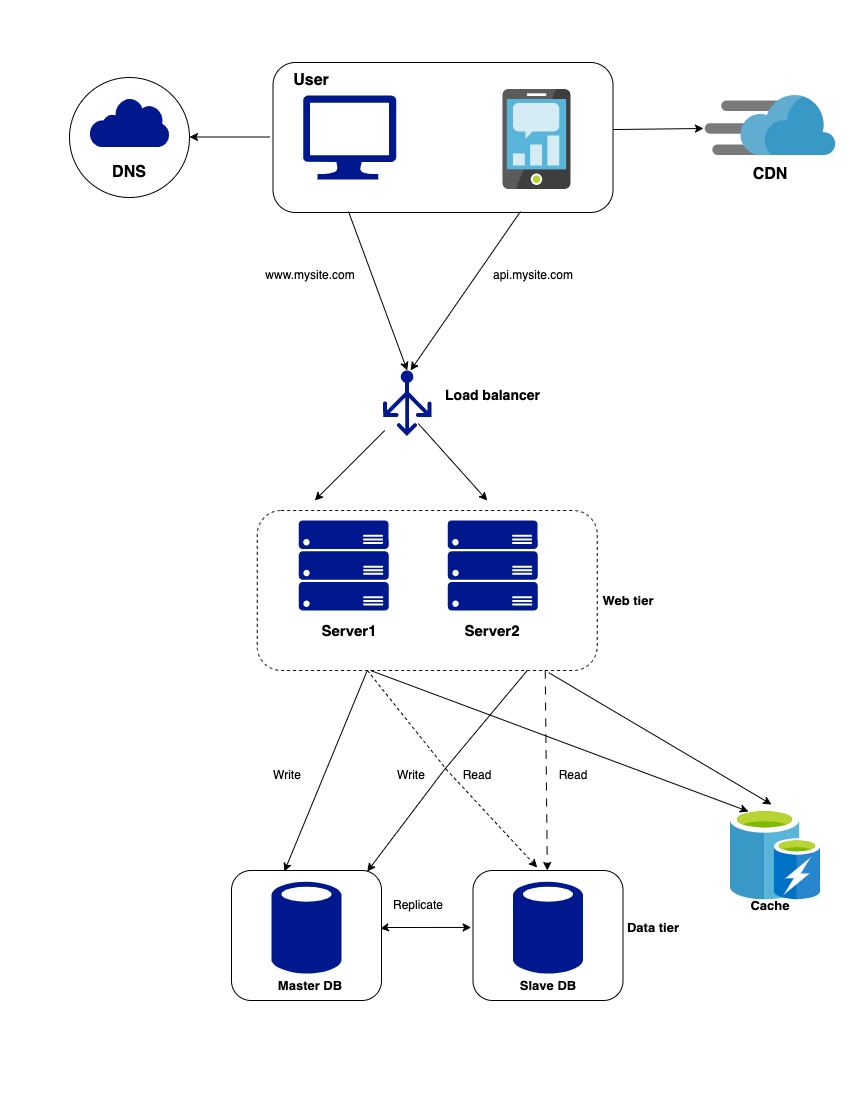 User
DNS
CDN
www.mysite.com
api.mysite.com
Load balancer
Web tier
Server1
Server2
Write
Write
Read
Read
Cache
Replicate
Data tier
Master DB
Slave DB